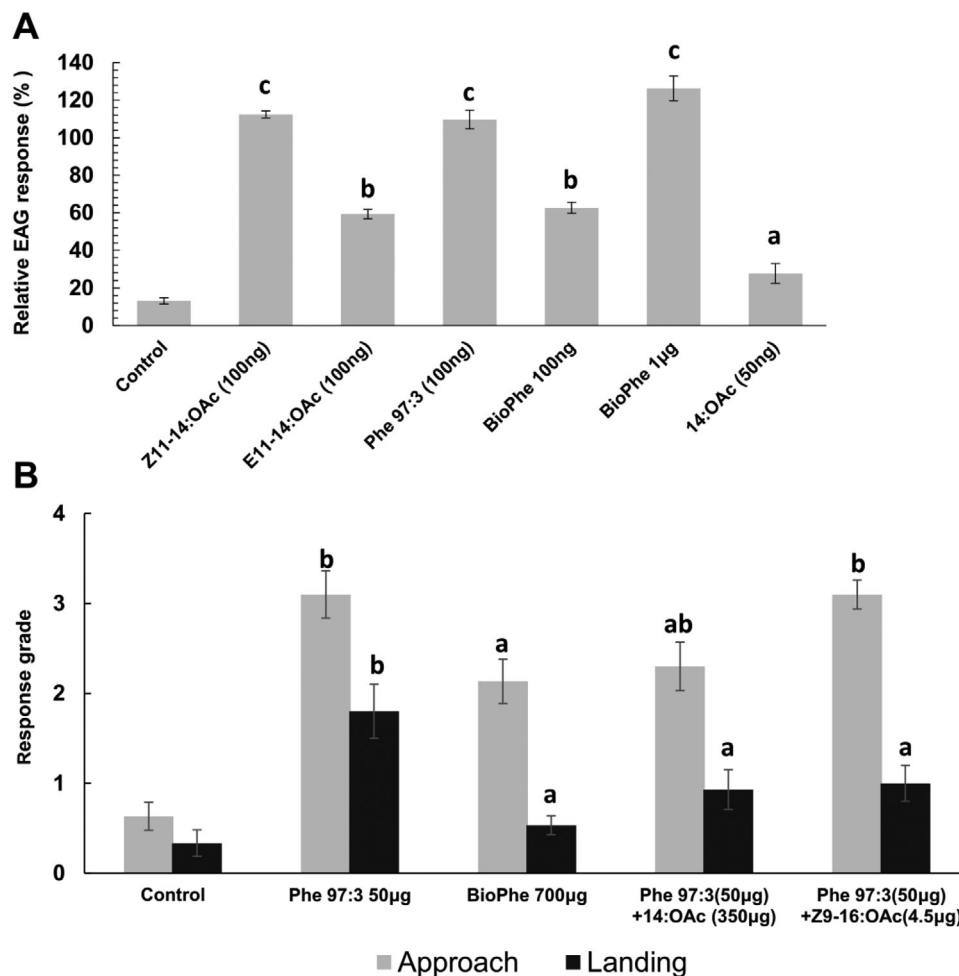 A
Relative EAG response (%)
140
120
100
80
60
40
20
0
c
b
c
b
c
a
Control
Z11-14:OAc (100ng)
E11-14:OAc (100ng)
Phe 97:3 (100ng)
BioPhe 100ng
BioPhe 1µg
14:OAc (50ng)
B
Response grade
4
3
2
1
0
b
b
a
a
ab
a
b
a
Control
Phe 97:3 50µg
BioPhe 700µg
Phe 97:3(50µg)
+14:OAc (350µg)
Phe 97:3(50µg)
+Z9-16:OAc(4.5µg)
Approach
Landing